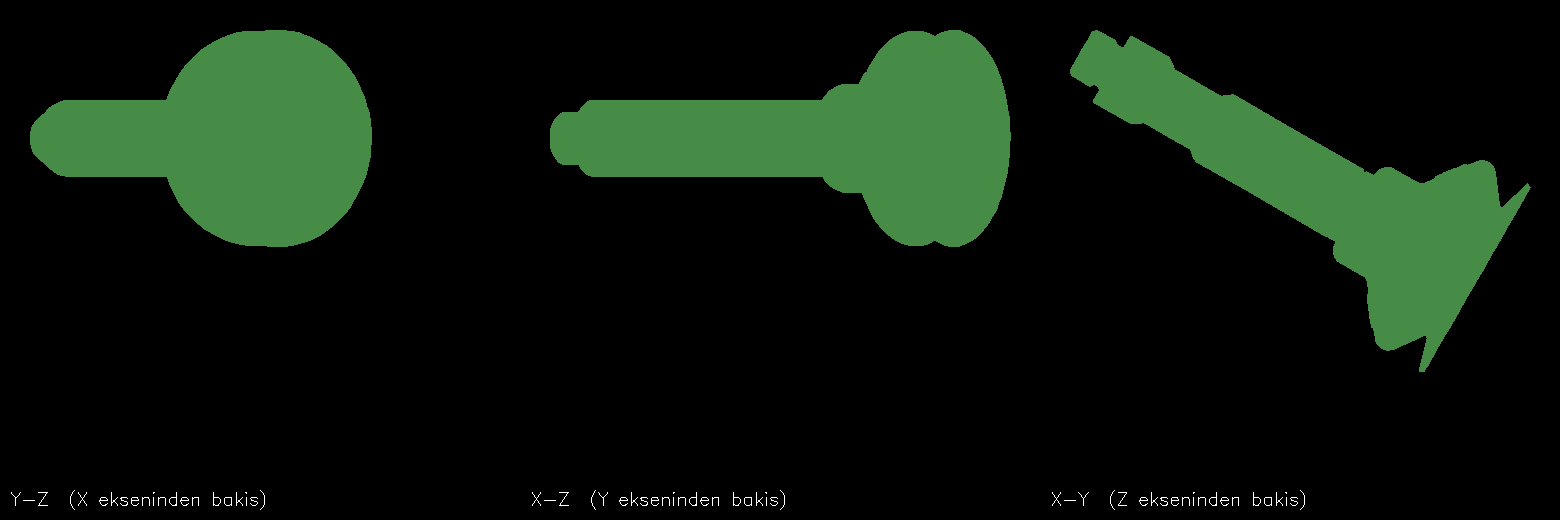 Y-Z (X ekseninden bakis)
X-Z (Y ekseninden bakis)
X-Y (Z ekseninden bakis)